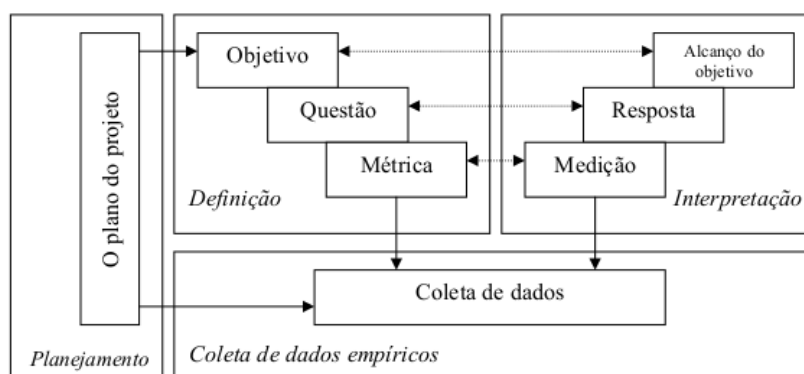 Objetivo
Alcanço do
objetivo
Questão
Resposta
Métrica
Medição
Definição
Interpretação
O plano do projeto
Coleta de dados
Planejamento
Coleta de dados empíricos